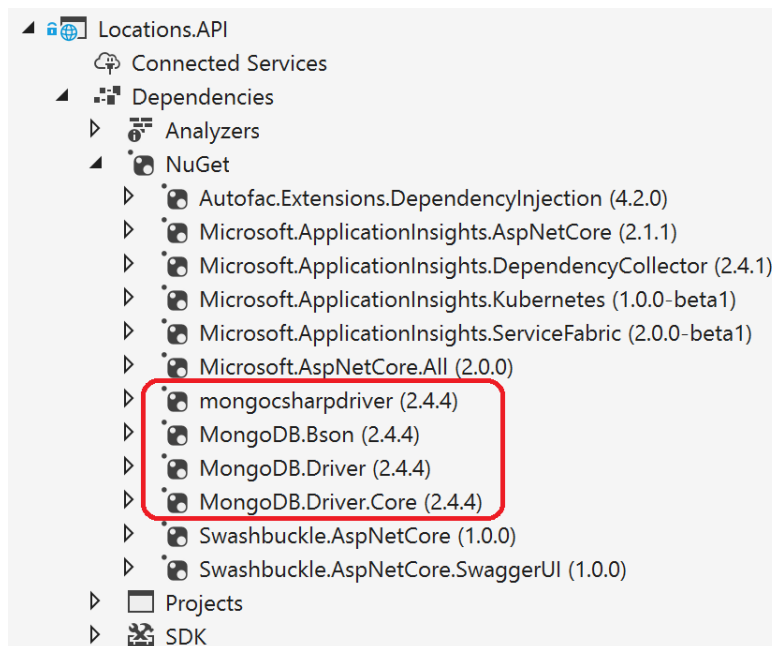 Locations.API
Connected Services
Dependencies
Analyzers
NuGet
Autofac.Extensions.DependencyInjection (4.2.0)
Microsoft.ApplicationInsights.AspNetCore (2.1.1)
Microsoft.ApplicationInsights.DependencyCollector (2.4.1)
Microsoft.ApplicationInsights.Kubernetes (1.0.0-beta1)
Microsoft.ApplicationInsights.ServiceFabric (2.0.0-beta1)
Microsoft.AspNetCore.All (2.0.0)
mongocsharpdriver (2.4.4)
MongoDB.Bson (2.4.4)
MongoDB.Driver (2.4.4)
MongoDB.Driver.Core (2.4.4)
Swashbuckle.AspNetCore (1.0.0)
Swashbuckle.AspNetCore.SwaggerUI (1.0.0)
Projects
SDK